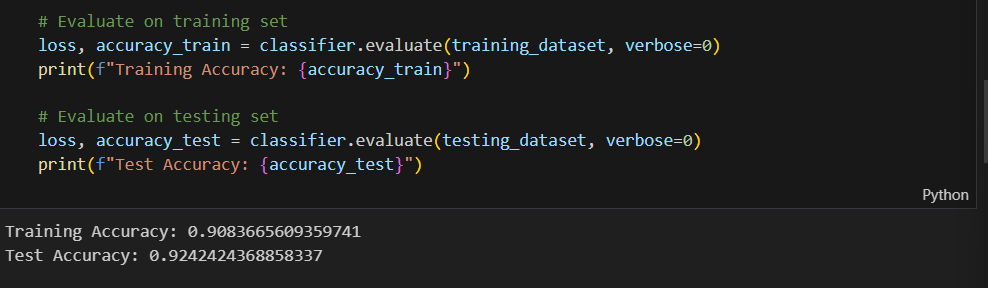 # Evaluate on training set
loss, accuracy_train = classifier.evaluate(training_dataset, verbose=0)
print(f"Training Accuracy: {accuracy_train}")
# Evaluate on testing set
loss, accuracy_test = classifier.evaluate(testing_dataset, verbose=0)
print(f"Test Accuracy: {accuracy_test}")
Python
Training Accuracy: 0.9083665609359741
Test Accuracy: 0.9242424368858337